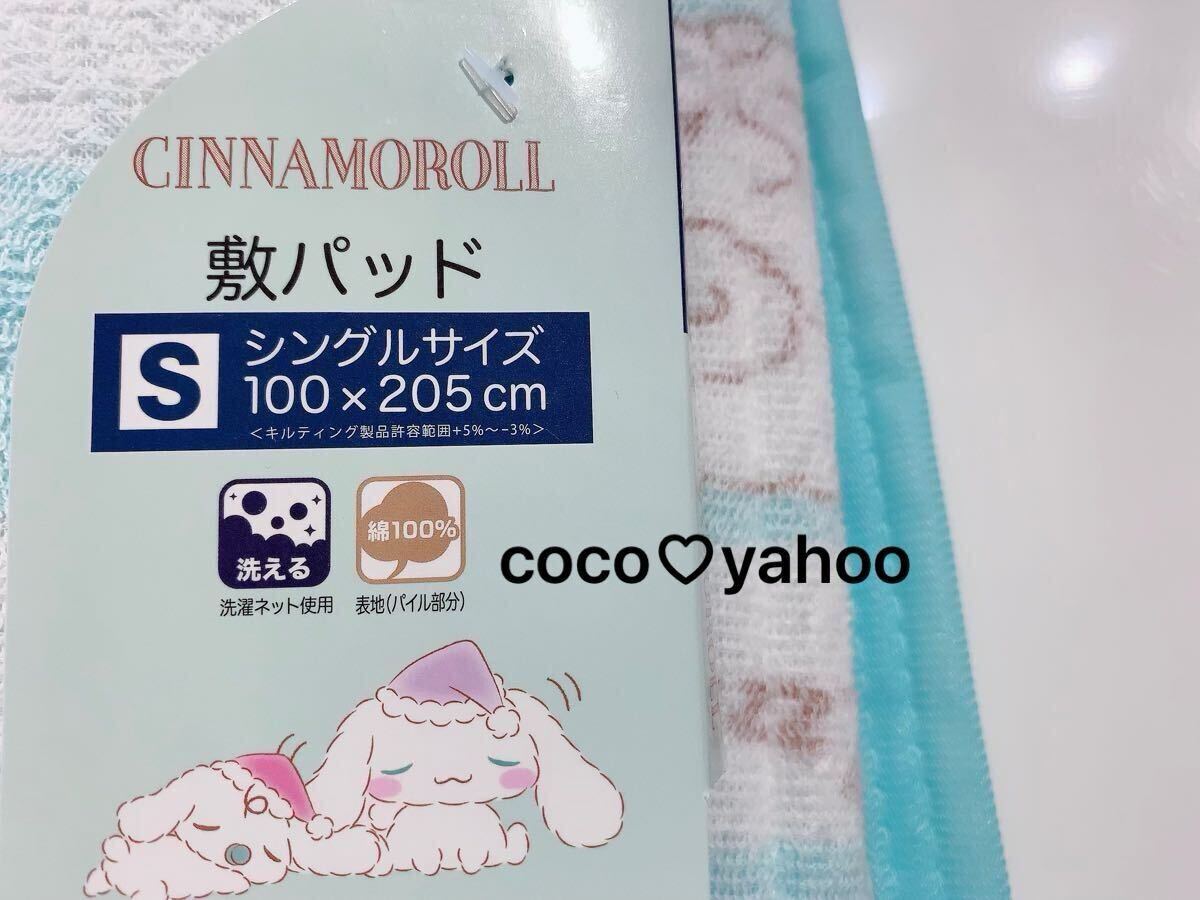 CINNAMOROLL
敷パッド
S
シングルサイズ
100×205cm
<キルティング製品許容範囲+5%~-3%>
洗える
綿100%
洗濯ネット使用
表地(パイル部分)
coco♡yahoo